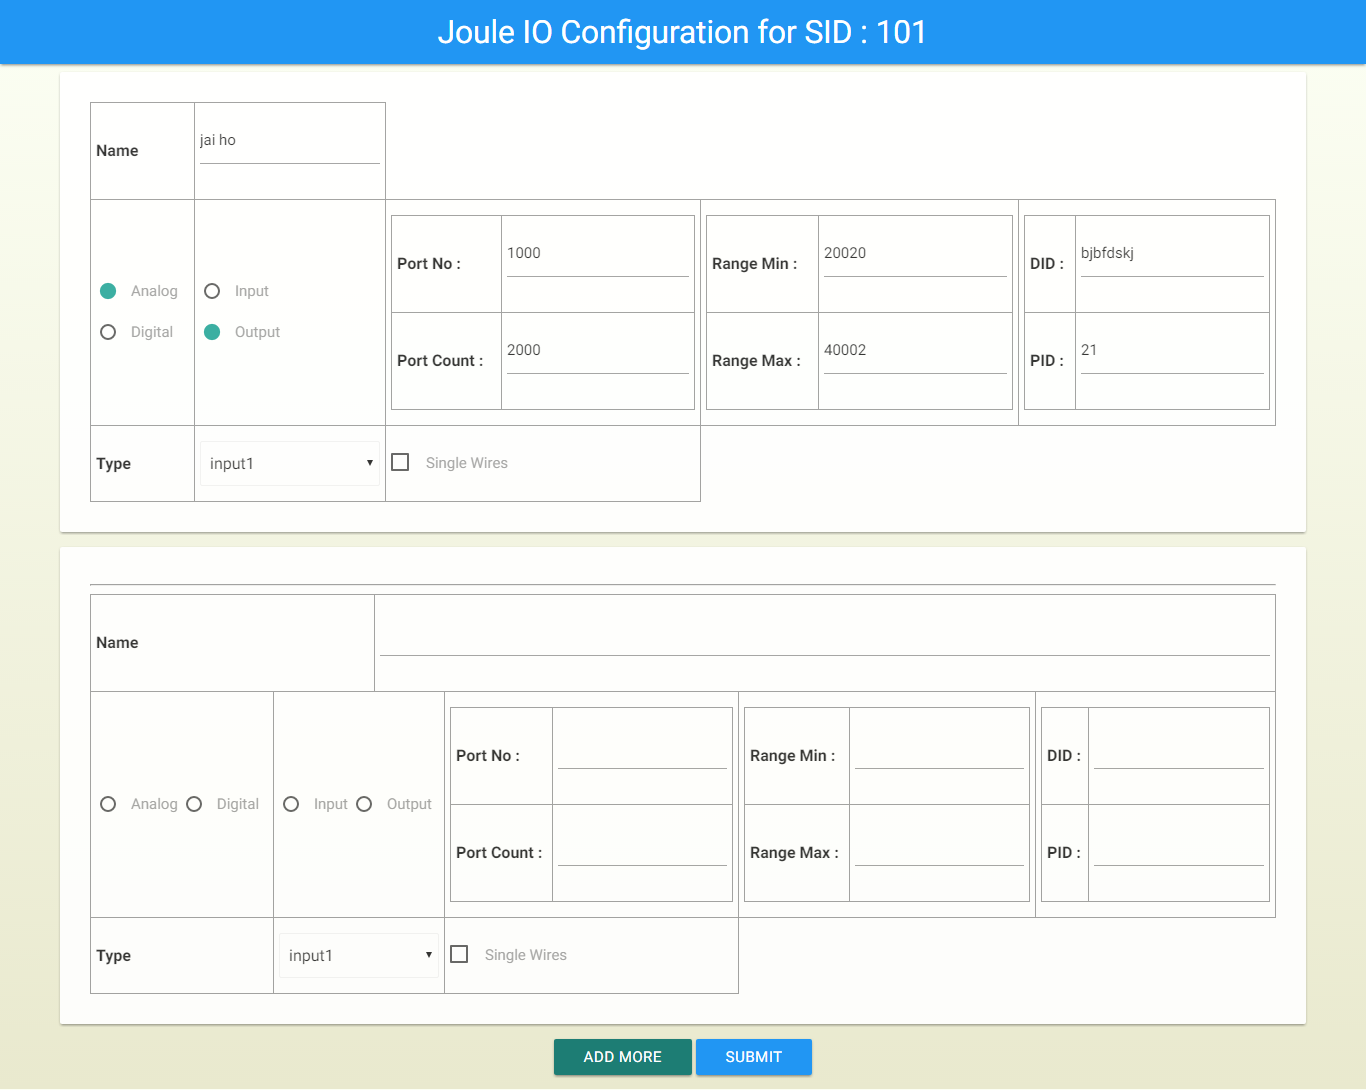 Joule IO Configuration for SID : 101
Name jai ho
Port No : 1000 Range Min : 20020 DID : bjbfdskj
Analog Input
Digital Output
Port Count : 2000 Range Max : 40002 PID : 21
Type input1 Single Wires
Name
Port No : Range Min : DID :
Analog Digital Input Output
Port Count : Range Max : PID :
Type input1 Single Wires
ADD MORE SUBMIT